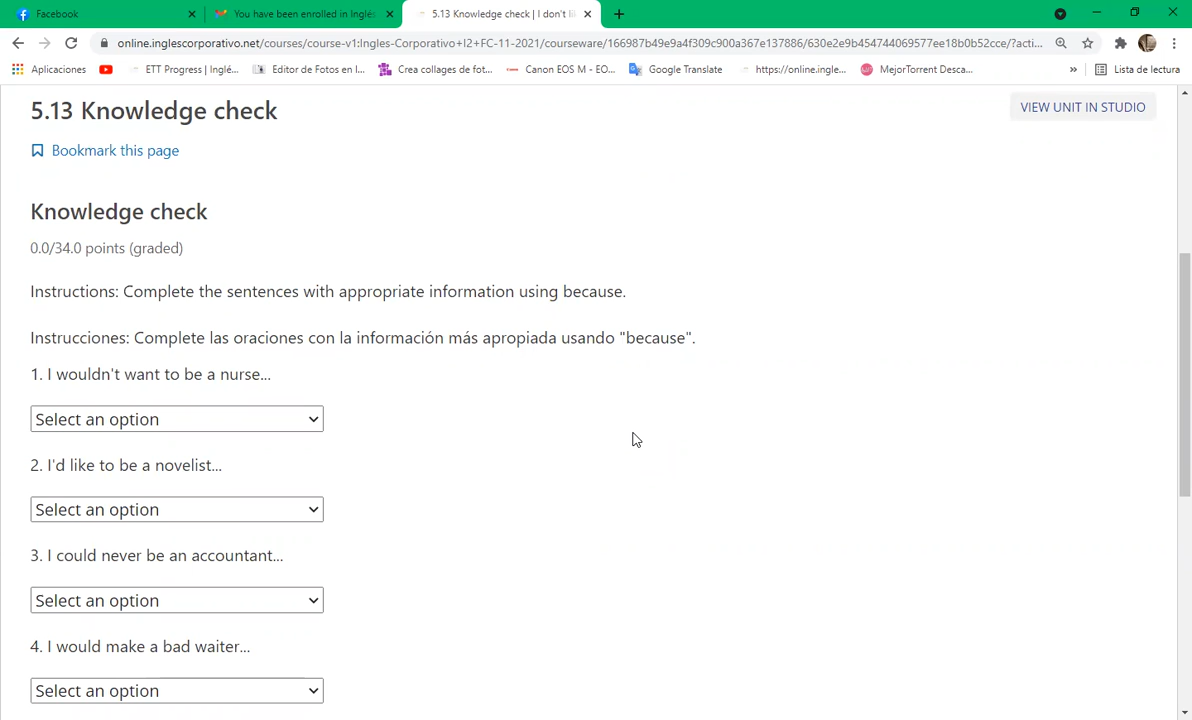 Facebook
You have been enrolled in Inglés
5.13 Knowledge check | I don't li
online.inglescorporativo.net/courses/course-v1:Ingles-Corporativo+I2+FC-11-2021/courseware/166987b49e9a4f309c900a367e137886/630e2e9b454744069577ee18b0b52cce/?acti...
Aplicaciones
ETT Progress | Inglé...
Editor de Fotos en l...
Crea collages de fot...
Canon EOS M - EO...
Google Translate
https://online.ingle...
MejorTorrent Desca...
»
Lista de lectura
5.13 Knowledge check
VIEW UNIT IN STUDIO
Bookmark this page
Knowledge check
0.0/34.0 points (graded)
Instructions: Complete the sentences with appropriate information using because.
Instrucciones: Complete las oraciones con la información más apropiada usando "because".
1. I wouldn't want to be a nurse...
Select an option
2. I'd like to be a novelist...
Select an option
3. I could never be an accountant...
Select an option
4. I would make a bad waiter...
Select an option